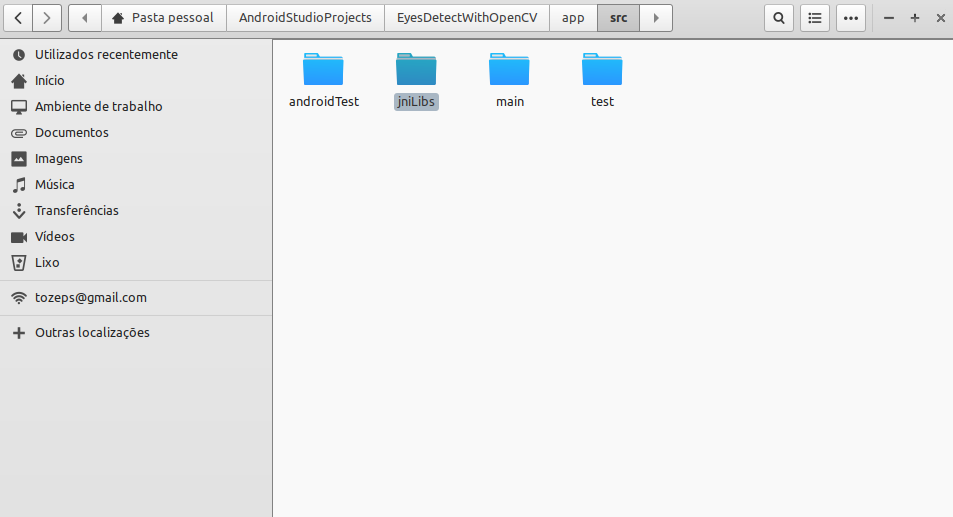 Pasta pessoal AndroidStudioProjects EyesDetectWithOpenCV app src
Utilizados recentemente
Início
Ambiente de trabalho
Documentos
Imagens
Música
Transferências
Vídeos
Lixo
tozeps@gmail.com
Outras localizações
androidTest jniLibs main test